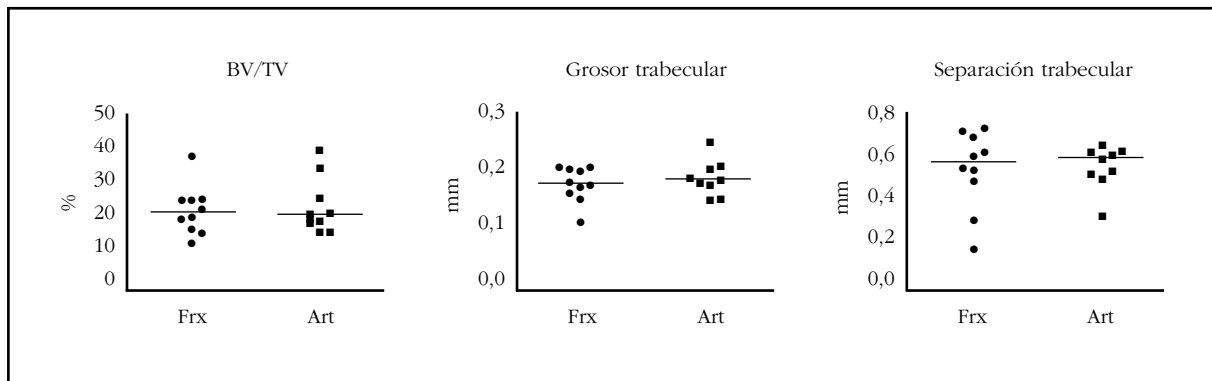 BV/TV
50
40
30
20
10
0
%
Frx
Art
Grosor trabecular
0,3
0,2
0,1
0,0
mm
Frx
Art
Separación trabecular
0,8
0,6
0,4
0,2
0,0
mm
Frx
Art